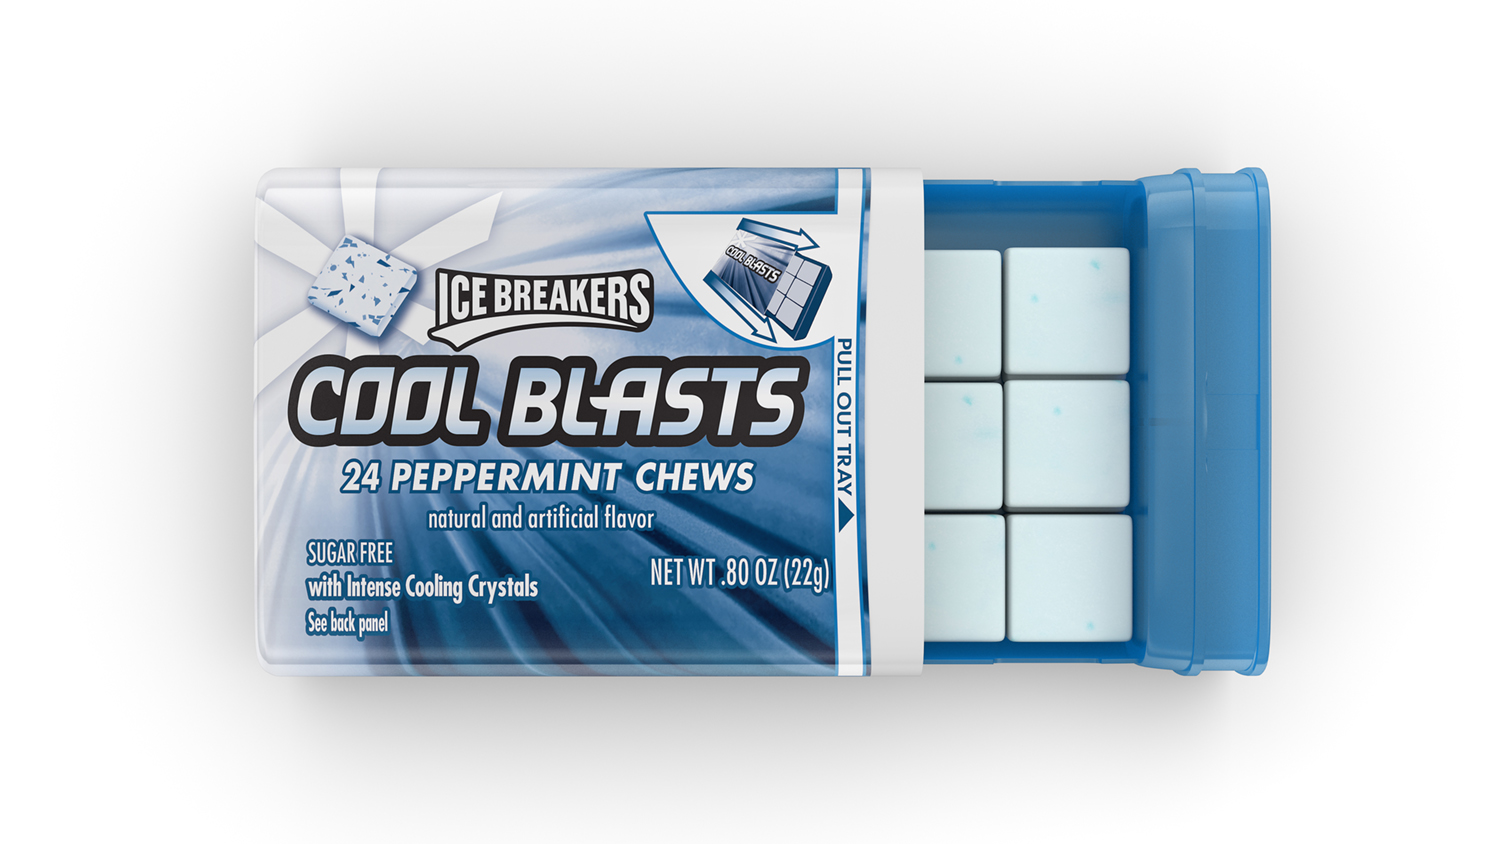 ICE BREAKERS
COOL BLASTS
24 PEPPERMINT CHEWS
natural and artificial flavor
SUGAR FREE
with Intense Cooling Crystals
See back panel
NET WT .80 OZ (22g)
COOL BLASTS
PULL OUT TRAY